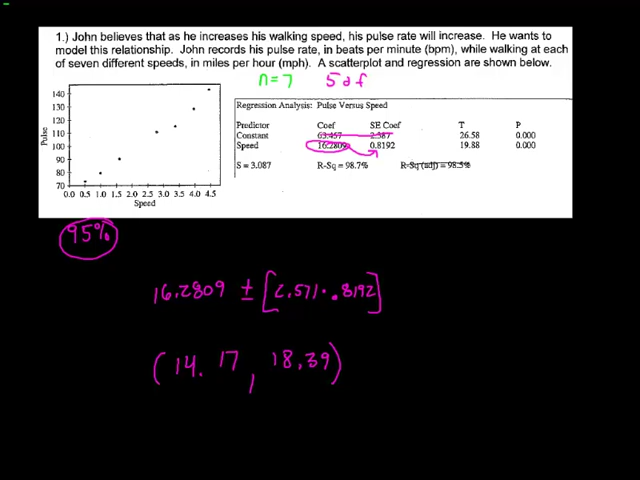 1.) John believes that as he increases his walking speed, his pulse rate will increase. He wants to
model this relationship. John records his pulse rate, in beats per minute (bpm), while walking at each
of seven different speeds, in miles per hour (mph). A scatterplot and regression are shown below.
n=7 5 df
140
130
120
110
100
90
80
70
Pulse
0.0 0.5 1.0 1.5 2.0 2.5 3.0 3.5 4.0 4.5
Speed
Regression Analysis: Pulse Versus Speed
Predictor Coef SE Coef T P
Constant 63.457 2.387 26.58 0.000
Speed 16.2809 0.8192 19.88 0.000
S = 3.087 R-Sq = 98.7% R-Sq (adj) = 98.5%
95%
16.2809 ± [2.571 · .8192]
(14.17, 18.39)